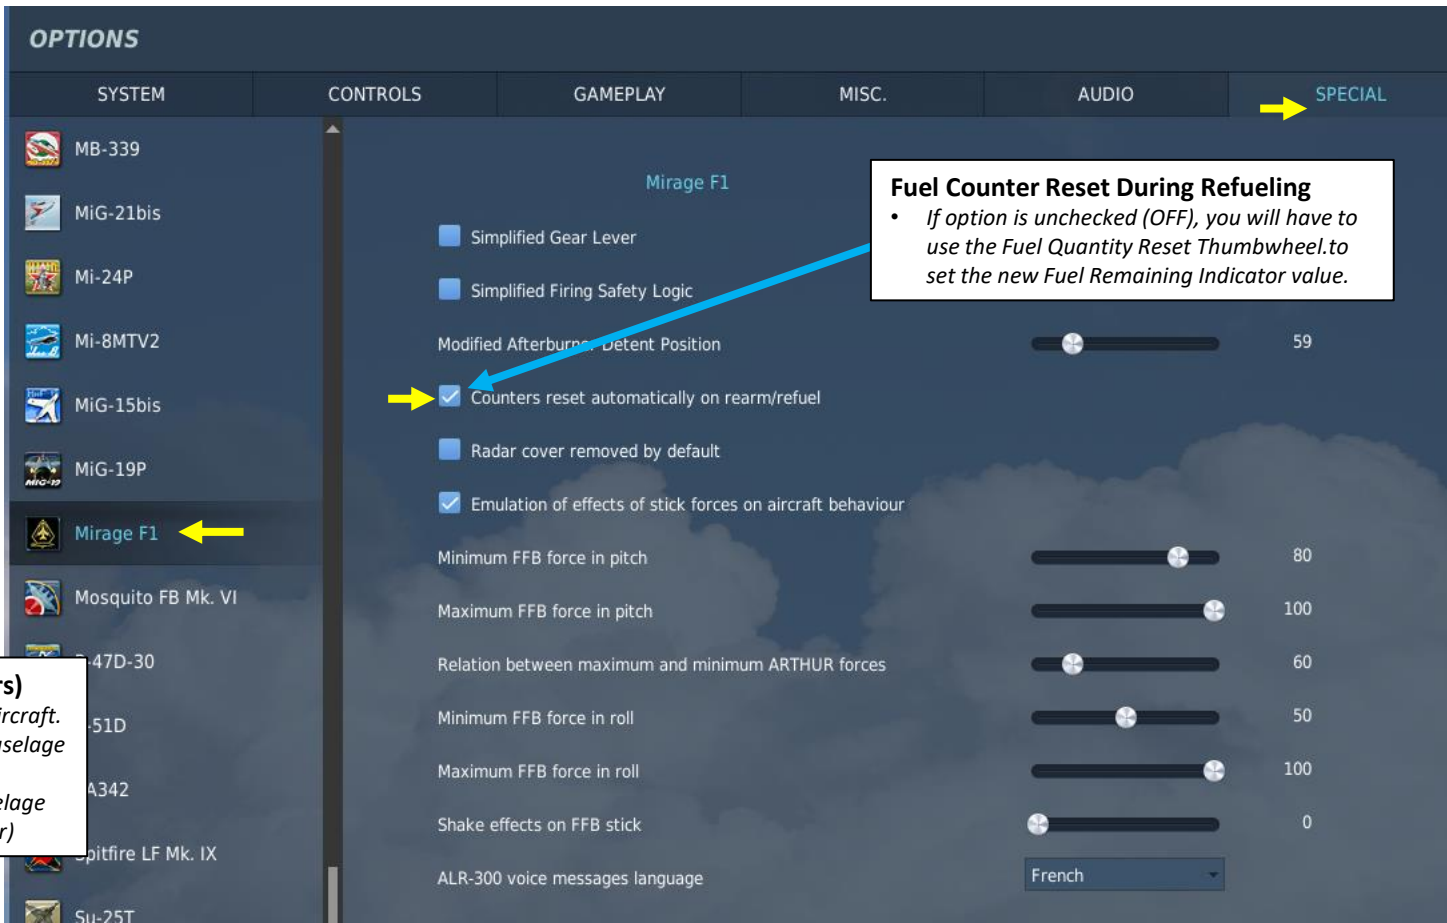 OPTIONS
SYSTEM CONTROLS GAMEPLAY MISC. AUDIO SPECIAL
MB-339
MiG-21bis
Mi-24P
Mi-8MTV2
MiG-15bis
MiG-19P
Mirage F1
Mosquito FB Mk. VI
-47D-30
-51D
A342
Spitfire LF Mk. IX
Su-25T
rs)
ircraft.
selage
elage
r)
Mirage F1
Simplified Gear Lever
Simplified Firing Safety Logic
Modified Afterburner Detent Position 59
Counters reset automatically on rearm/refuel
Radar cover removed by default
Emulation of effects of stick forces on aircraft behaviour
Minimum FFB force in pitch 80
Maximum FFB force in pitch 100
Relation between maximum and minimum ARTHUR forces 60
Minimum FFB force in roll 50
Maximum FFB force in roll 100
Shake effects on FFB stick 0
ALR-300 voice messages language French
Fuel Counter Reset During Refueling
• If option is unchecked (OFF), you will have to
use the Fuel Quantity Reset Thumbwheel.to
set the new Fuel Remaining Indicator value.